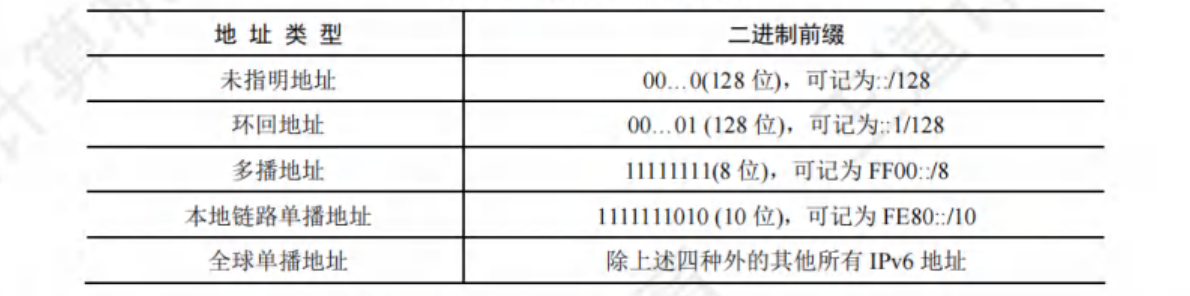 地 址 类 型 二进制前缀
未指明地址 00…0(128 位)，可记为::/128
环回地址 00…01 (128 位)，可记为::1/128
多播地址 11111111(8 位)，可记为 FF00::/8
本地链路单播地址 1111111010 (10 位)，可记为 FE80::/10
全球单播地址 除上述四种外的其他所有 IPv6 地址